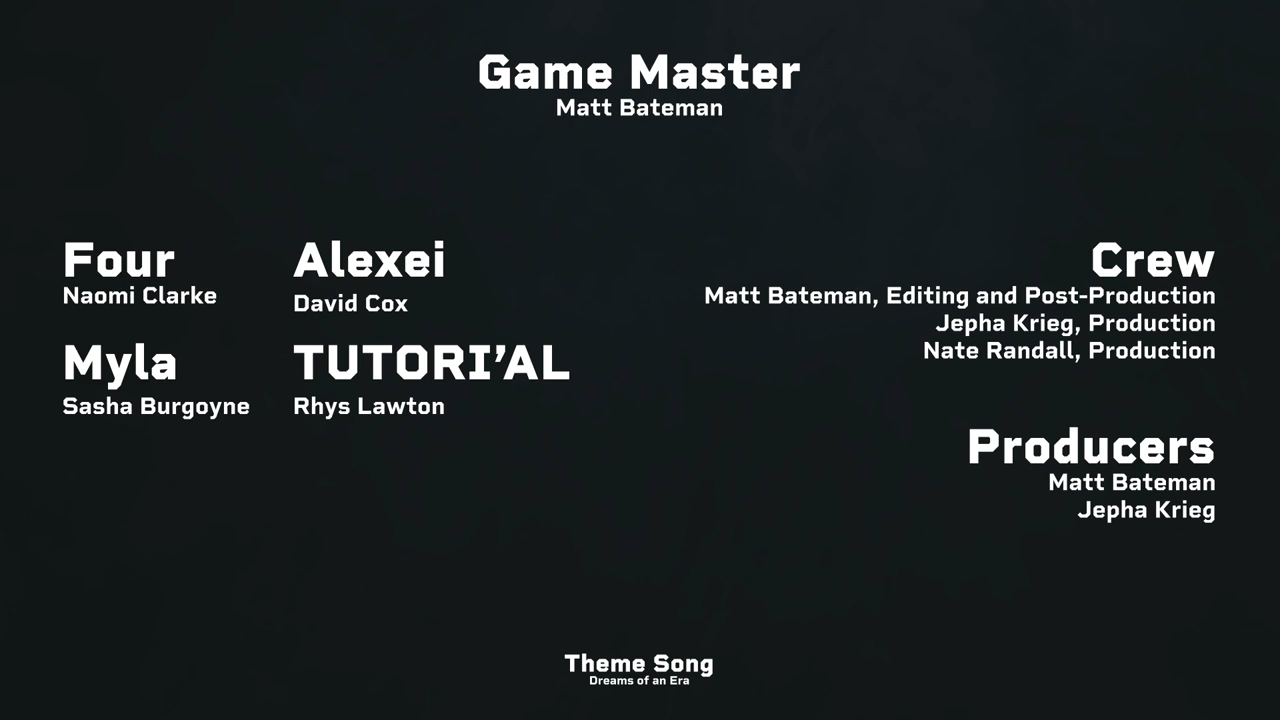 Game Master
Matt Bateman
Four
Naomi Clarke
Alexei
David Cox
Myla
Sasha Burgoyne
TUTORI’AL
Rhys Lawton
Crew
Matt Bateman, Editing and Post-Production
Jepha Krieg, Production
Nate Randall, Production
Producers
Matt Bateman
Jepha Krieg
Theme Song
Dreams of an Era